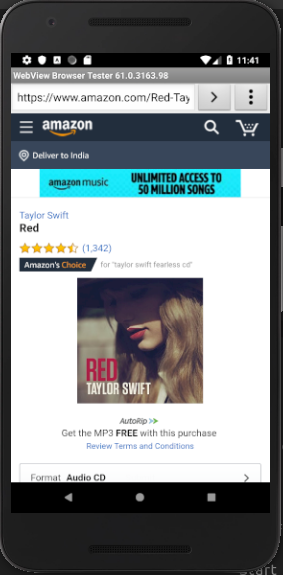 11:41
WebView Browser Tester 61.0.3163.98
https://www.amazon.com/Red-Tay
amazon
Deliver to India
amazon music UNLIMITED ACCESS TO
50 MILLION SONGS
Taylor Swift
Red
(1,342)
Amazon's Choice for "taylor swift fearless cd"
RED
TAYLOR SWIFT
AutoRip
Get the MP3 FREE with this purchase
Review Terms and Conditions
Format Audio CD
Start